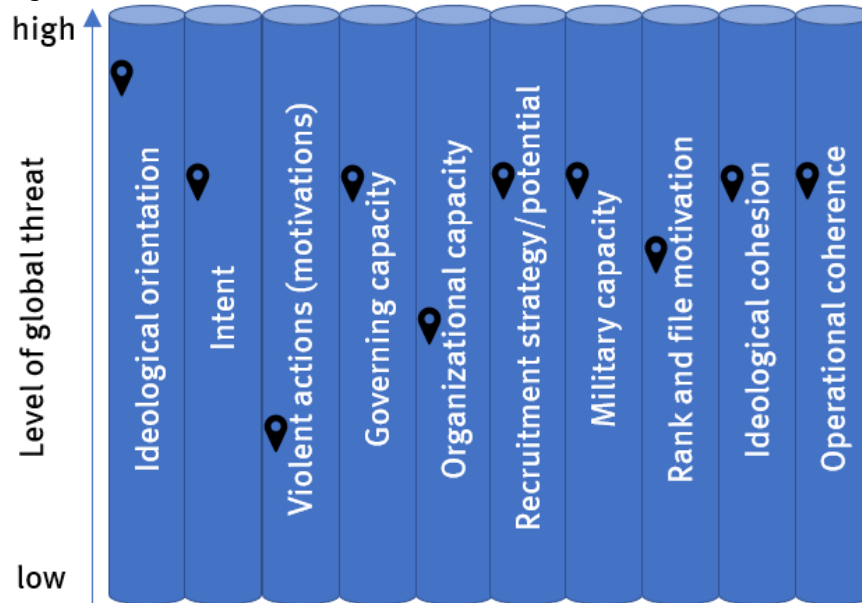 high
Level of global threat
low
Ideological orientation
Intent
Violent actions (motivations)
Governing capacity
Organizational capacity
Recruitment strategy/potential
Military capacity
Rank and file motivation
Ideological cohesion
Operational coherence